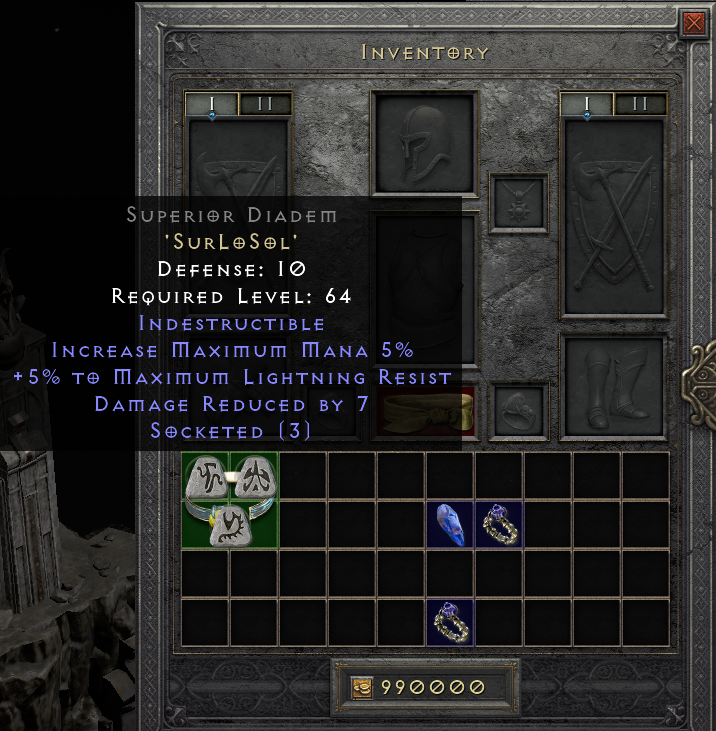 Inventory
I II
I II
Superior Diadem
'SurLoSol'
Defense: 10
Required Level: 64
Indestructible
Increase Maximum Mana 5%
+5% to Maximum Lightning Resist
Damage Reduced by 7
Socketed (3)
990000